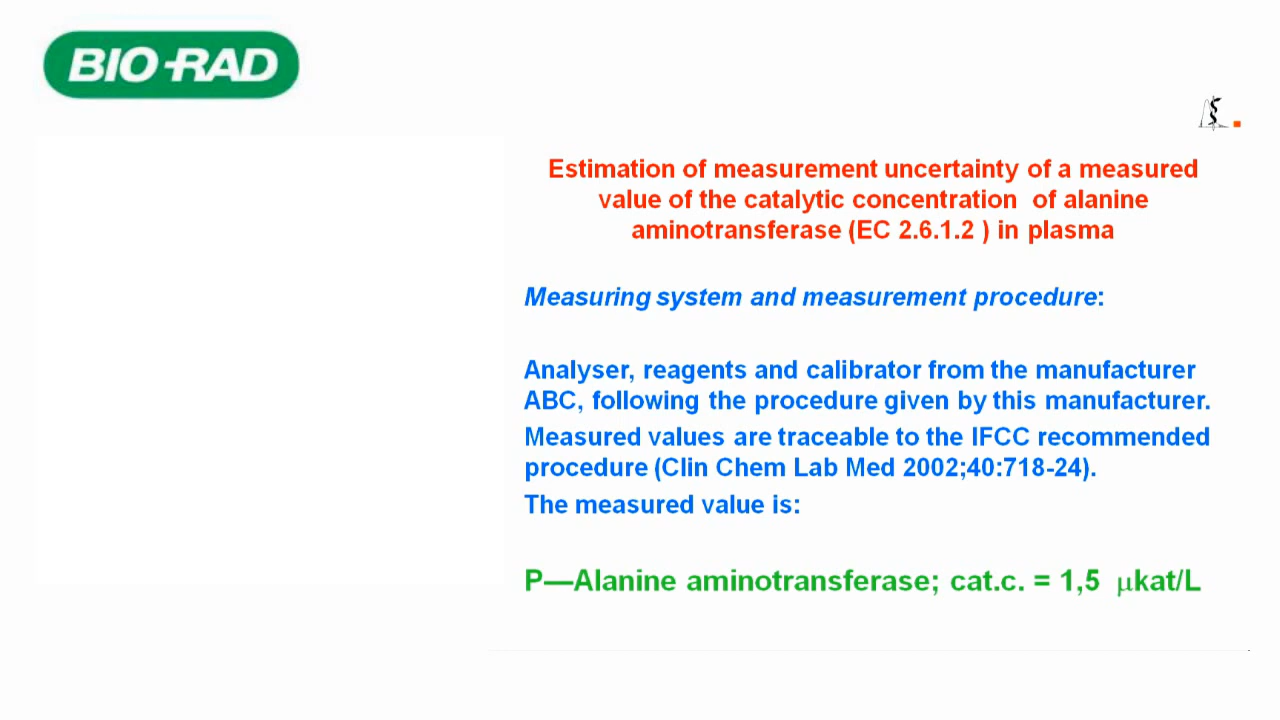 BIO-RAD
Estimation of measurement uncertainty of a measured
value of the catalytic concentration of alanine
aminotransferase (EC 2.6.1.2 ) in plasma
Measuring system and measurement procedure:
Analyser, reagents and calibrator from the manufacturer
ABC, following the procedure given by this manufacturer.
Measured values are traceable to the IFCC recommended
procedure (Clin Chem Lab Med 2002;40:718-24).
The measured value is:
P—Alanine aminotransferase; cat.c. = 1,5 μkat/L